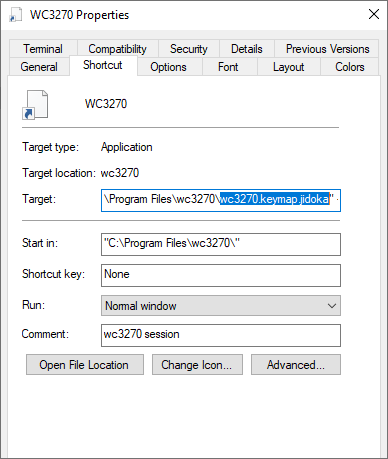 WC3270 Properties
Terminal Compatibility Security Details Previous Versions
General Shortcut Options Font Layout Colors
WC3270
Target type: Application
Target location: wc3270
Target: \Program Files\wc3270\wc3270.keymap.jidoka" -
Start in: "C:\Program Files\wc3270\"
Shortcut key: None
Run: Normal window
Comment: wc3270 session
Open File Location Change Icon... Advanced...